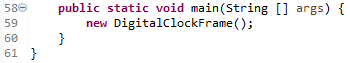 58 public static void main(String [] args) {
59 new DigitalClockFrame();
60 }
61 }